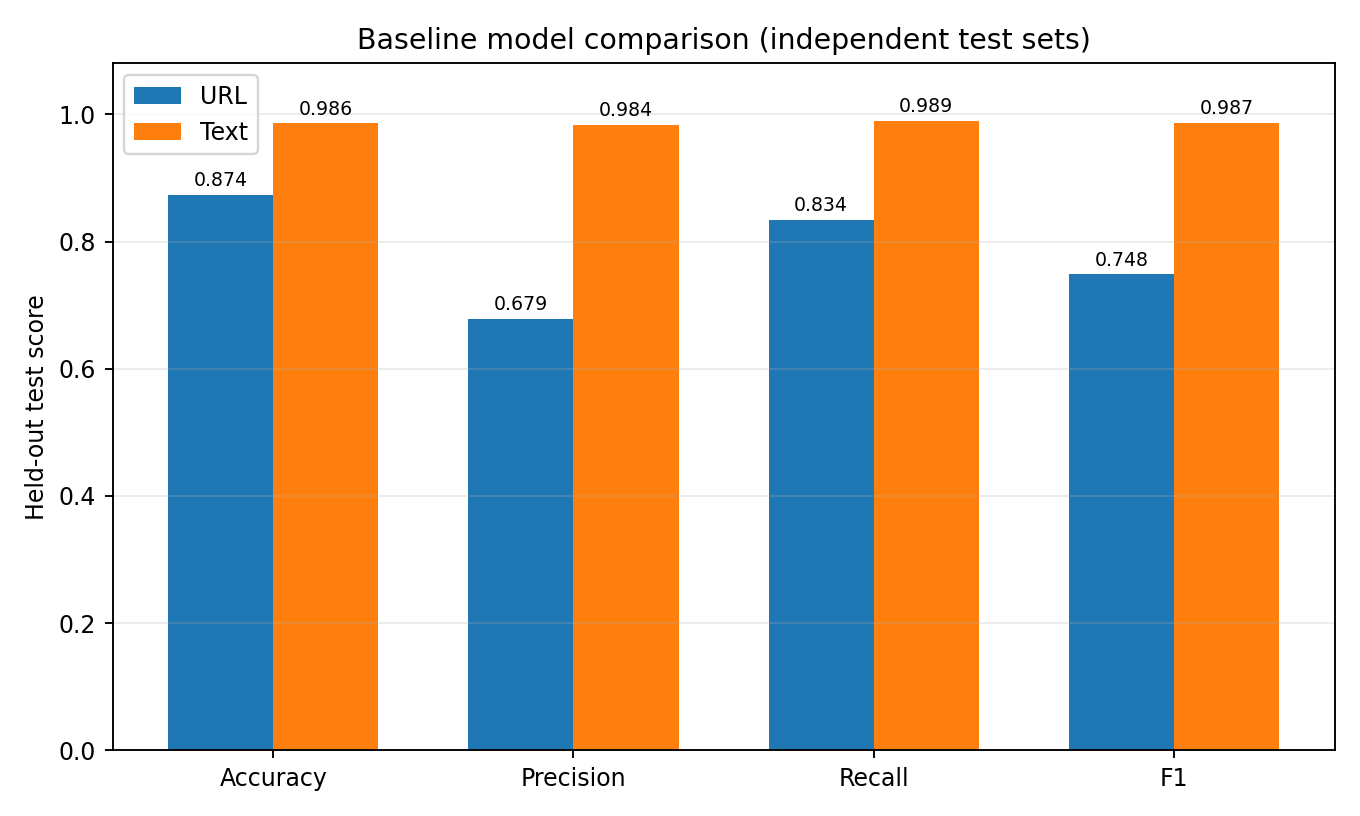 Baseline model comparison (independent test sets)
URL
Text
0.874
0.986
0.679
0.984
0.834
0.989
0.748
0.987
Held-out test score
1.0
0.8
0.6
0.4
0.2
0.0
Accuracy
Precision
Recall
F1